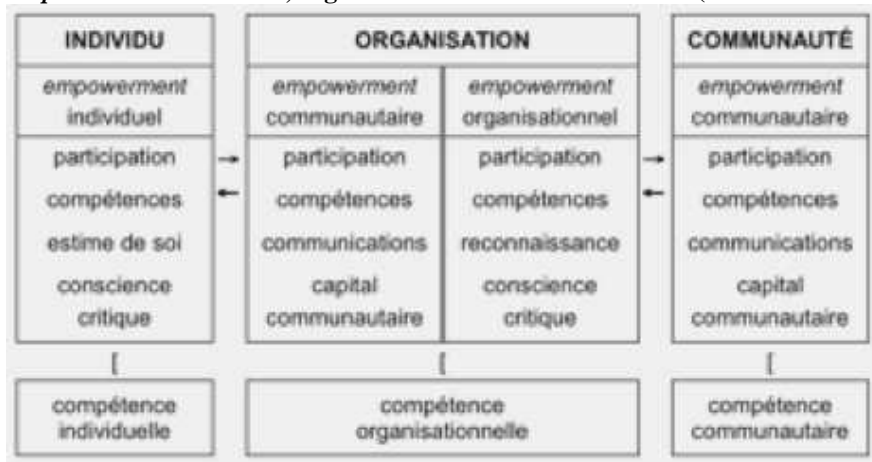 INDIVIDU
empowerment
individuel
participation
compétences
estime de soi
conscience
critique
compétence
individuelle
ORGANISATION
empowerment
communautaire
participation
compétences
communications
capital
communautaire
empowerment
organisationnel
participation
compétences
reconnaissance
conscience
critique
compétence
organisationnelle
COMMUNAUTÉ
empowerment
communautaire
participation
compétences
communications
capital
communautaire
compétence
communautaire